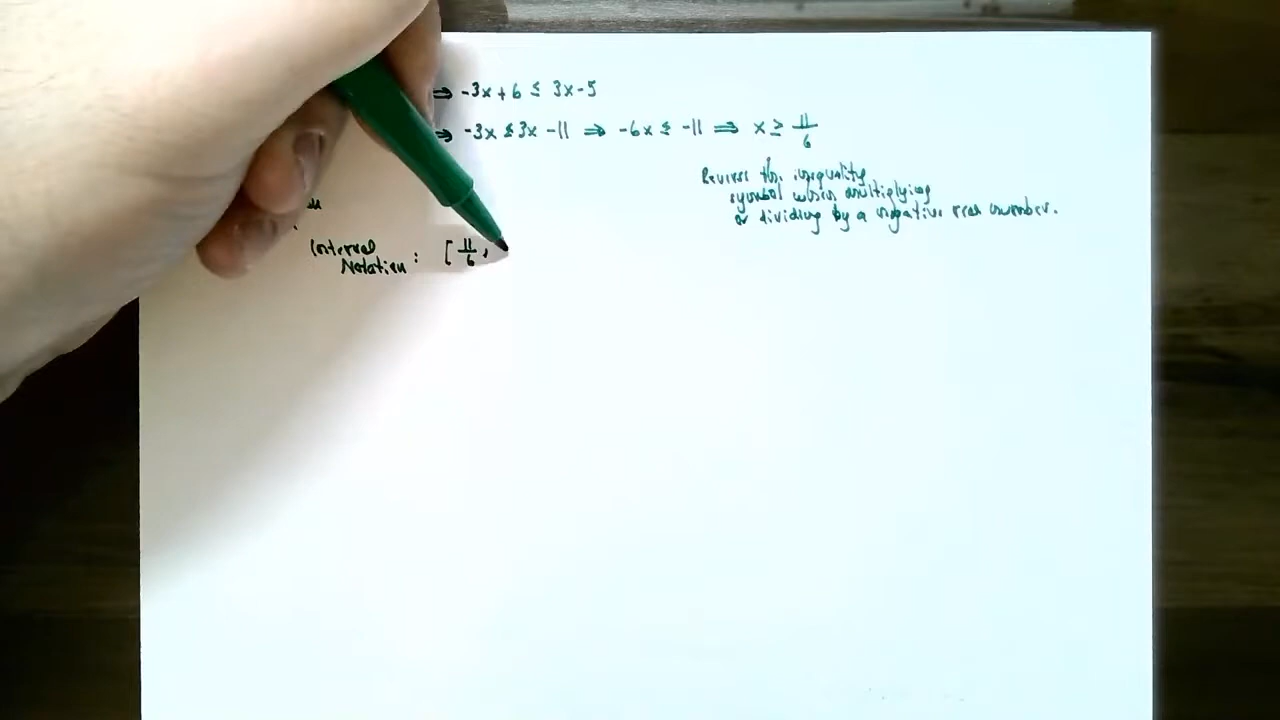 ⇒ -3x + 6 ≤ 3x - 5
⇒ -3x ≤ 3x - 11 ⇒ -6x ≤ -11 ⇒ x ≥ 11/6
Reverse the inequality
symbol when multiplying
or dividing by a negative real number.
Interval
Notation : [11/6,